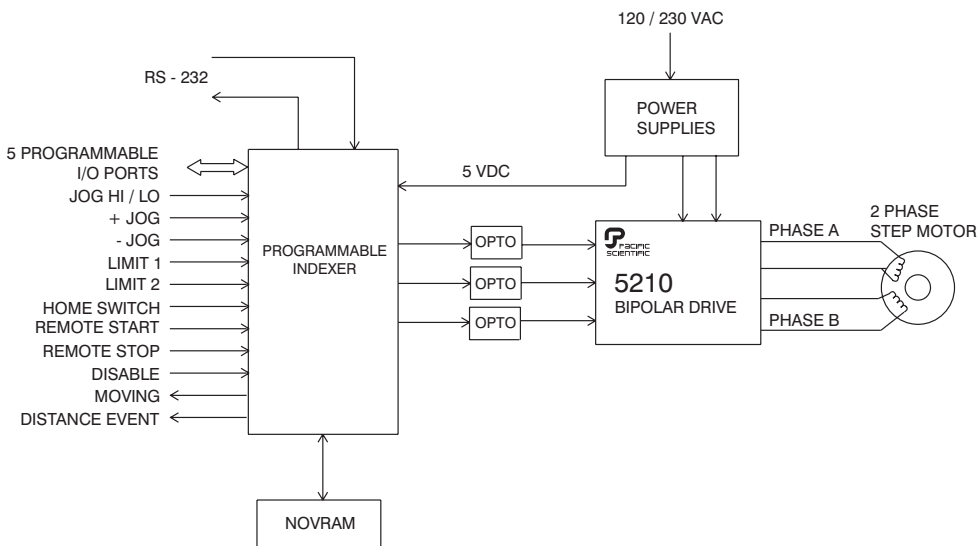 120 / 230 VAC
RS - 232
POWER
SUPPLIES
5 PROGRAMMABLE
I/O PORTS
5 VDC
JOG HI / LO
+ JOG
- JOG
LIMIT 1
LIMIT 2
HOME SWITCH
REMOTE START
REMOTE STOP
DISABLE
MOVING
DISTANCE EVENT
PROGRAMMABLE
INDEXER
OPTO
OPTO
OPTO
PACIFIC
SCIENTIFIC
5210
BIPOLAR DRIVE
PHASE A
PHASE B
2 PHASE
STEP MOTOR
NOVRAM